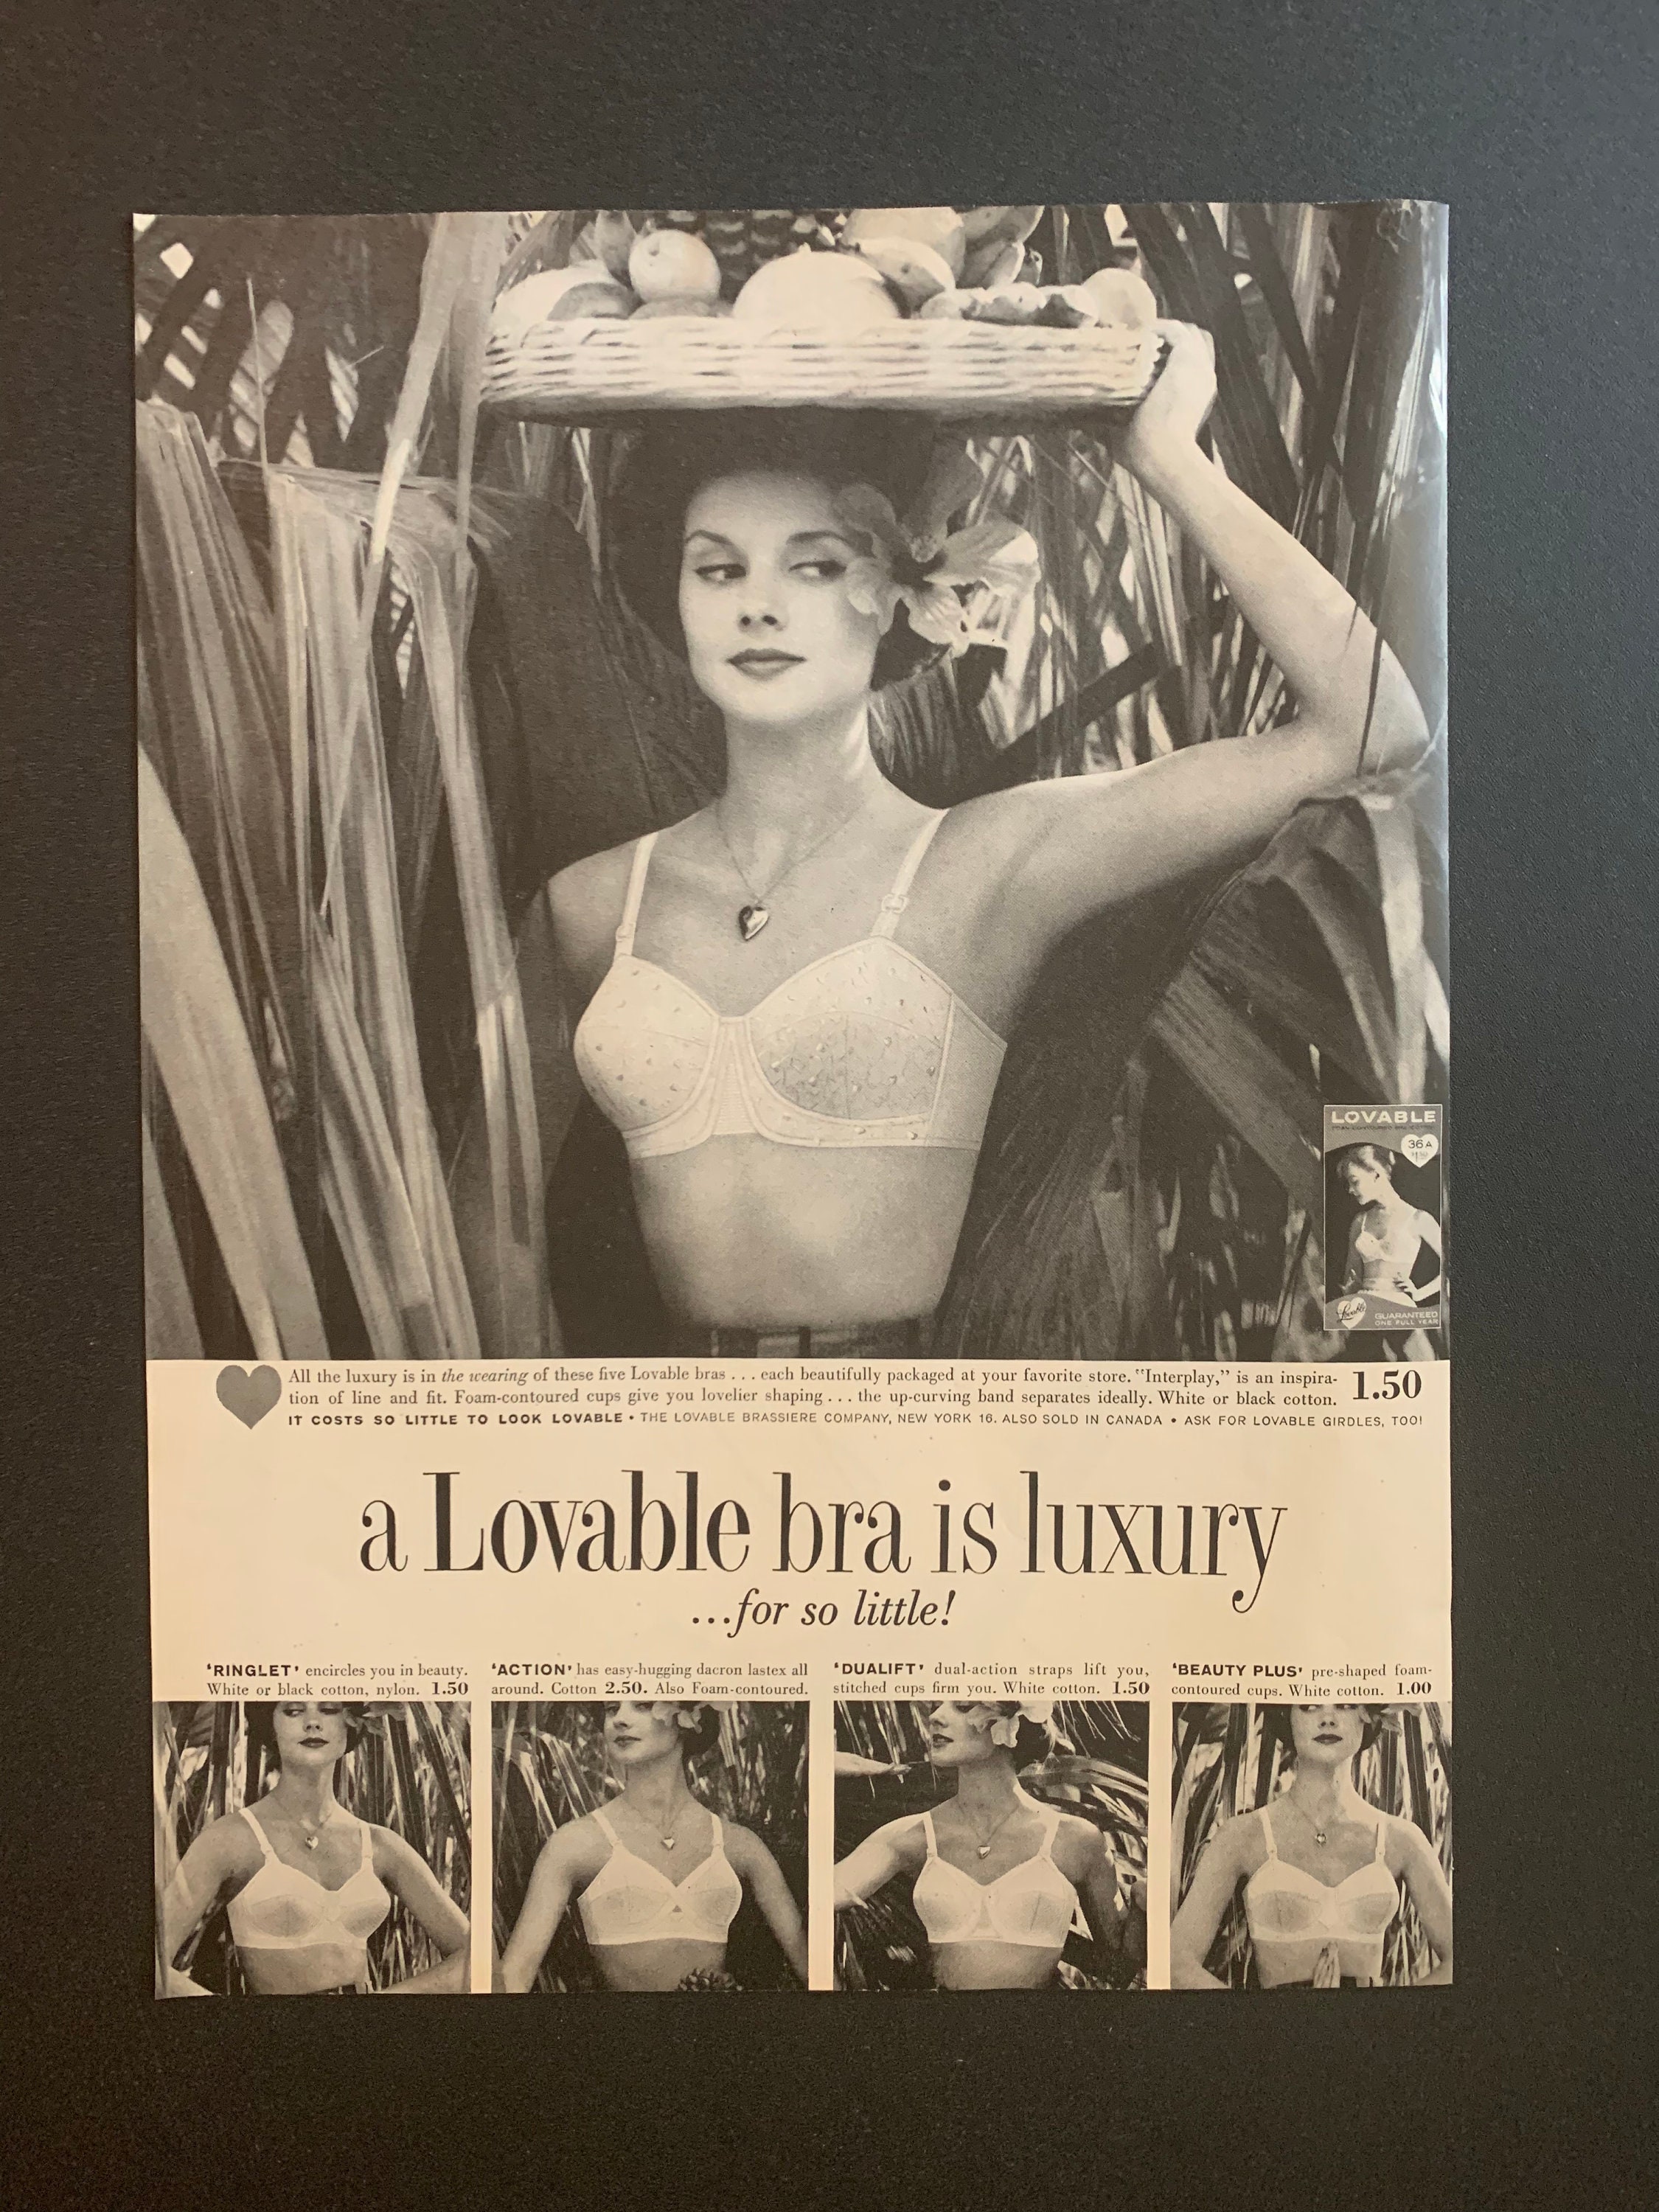 LOVABLE
36A
$1.50
Lovable
GUARANTEED
ONE FULL YEAR
All the luxury is in the wearing of these five Lovable bras . . . each beautifully packaged at your favorite store. "Interplay," is an inspira-
tion of line and fit. Foam-contoured cups give you lovelier shaping . . . the up-curving band separates ideally. White or black cotton.
1.50
IT COSTS SO LITTLE TO LOOK LOVABLE • THE LOVABLE BRASSIERE COMPANY, NEW YORK 16. ALSO SOLD IN CANADA • ASK FOR LOVABLE GIRDLES, TOO!
a Lovable bra is luxury
...for so little!
'RINGLET' encircles you in beauty.
White or black cotton, nylon. 1.50
'ACTION' has easy-hugging dacron lastex all
around. Cotton 2.50. Also Foam-contoured.
'DUALIFT' dual-action straps lift you,
stitched cups firm you. White cotton. 1.50
'BEAUTY PLUS' pre-shaped foam-
contoured cups. White cotton. 1.00